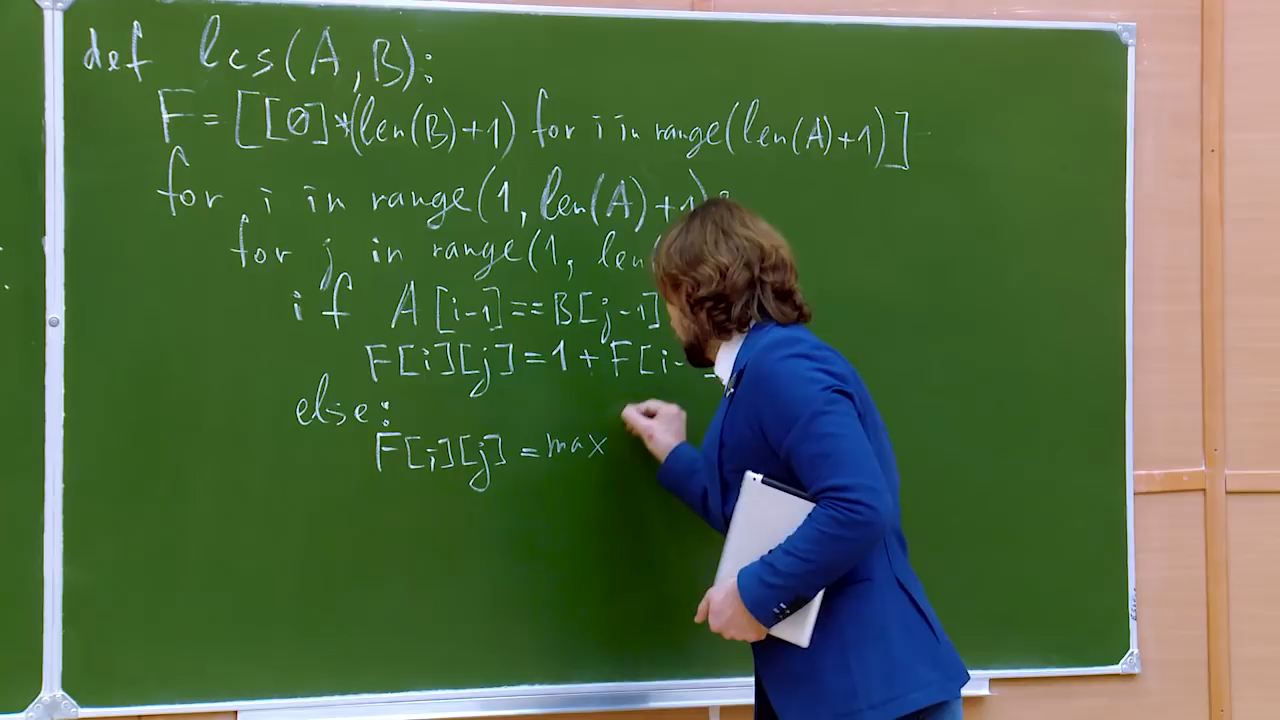 def lcs(A, B):
F = [[0]*(len(B)+1) for i in range(len(A)+1)]
for i in range(1, len(A)+1):
for j in range(1, len
if A[i-1]==B[j-1]
F[i][j]=1+F[i-
else:
F[i][j] = max